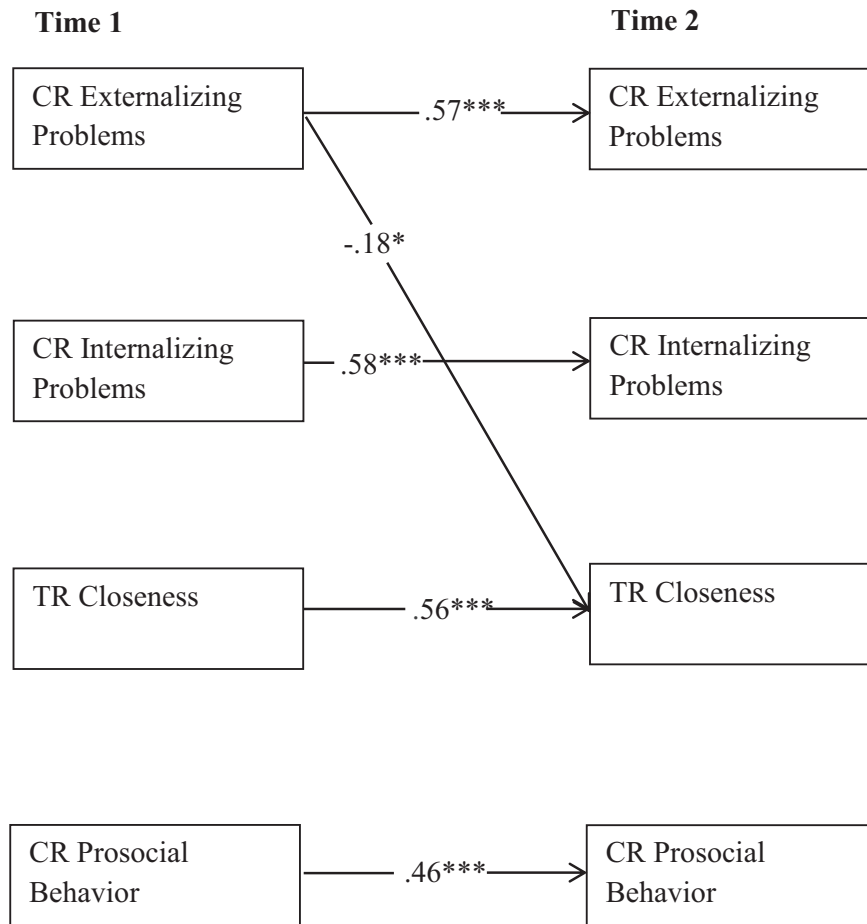 Time 1
Time 2
CR Externalizing
Problems
.57***
CR Externalizing
Problems
-.18*
CR Internalizing
Problems
.58***
CR Internalizing
Problems
TR Closeness
.56***
TR Closeness
CR Prosocial
Behavior
.46***
CR Prosocial
Behavior